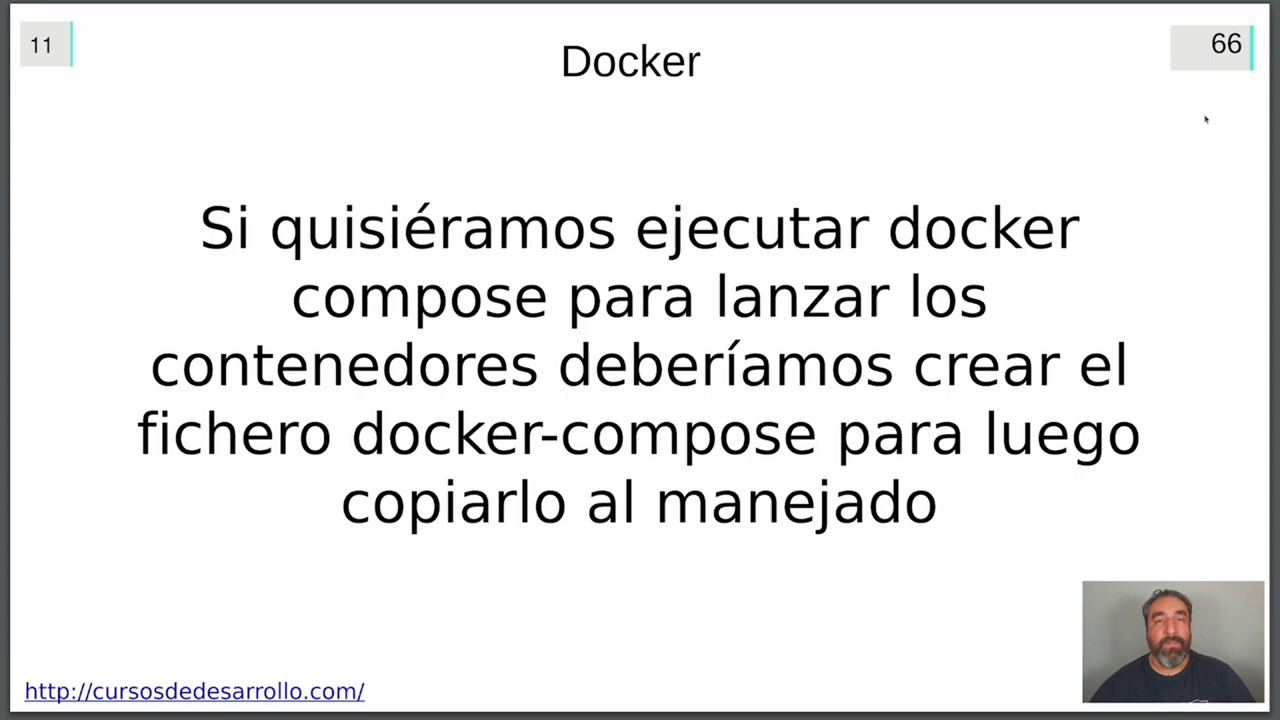 11
Docker
66
Si quisiéramos ejecutar docker
compose para lanzar los
contenedores deberíamos crear el
fichero docker-compose para luego
copiarlo al manejado
http://cursosdedesarrollo.com/